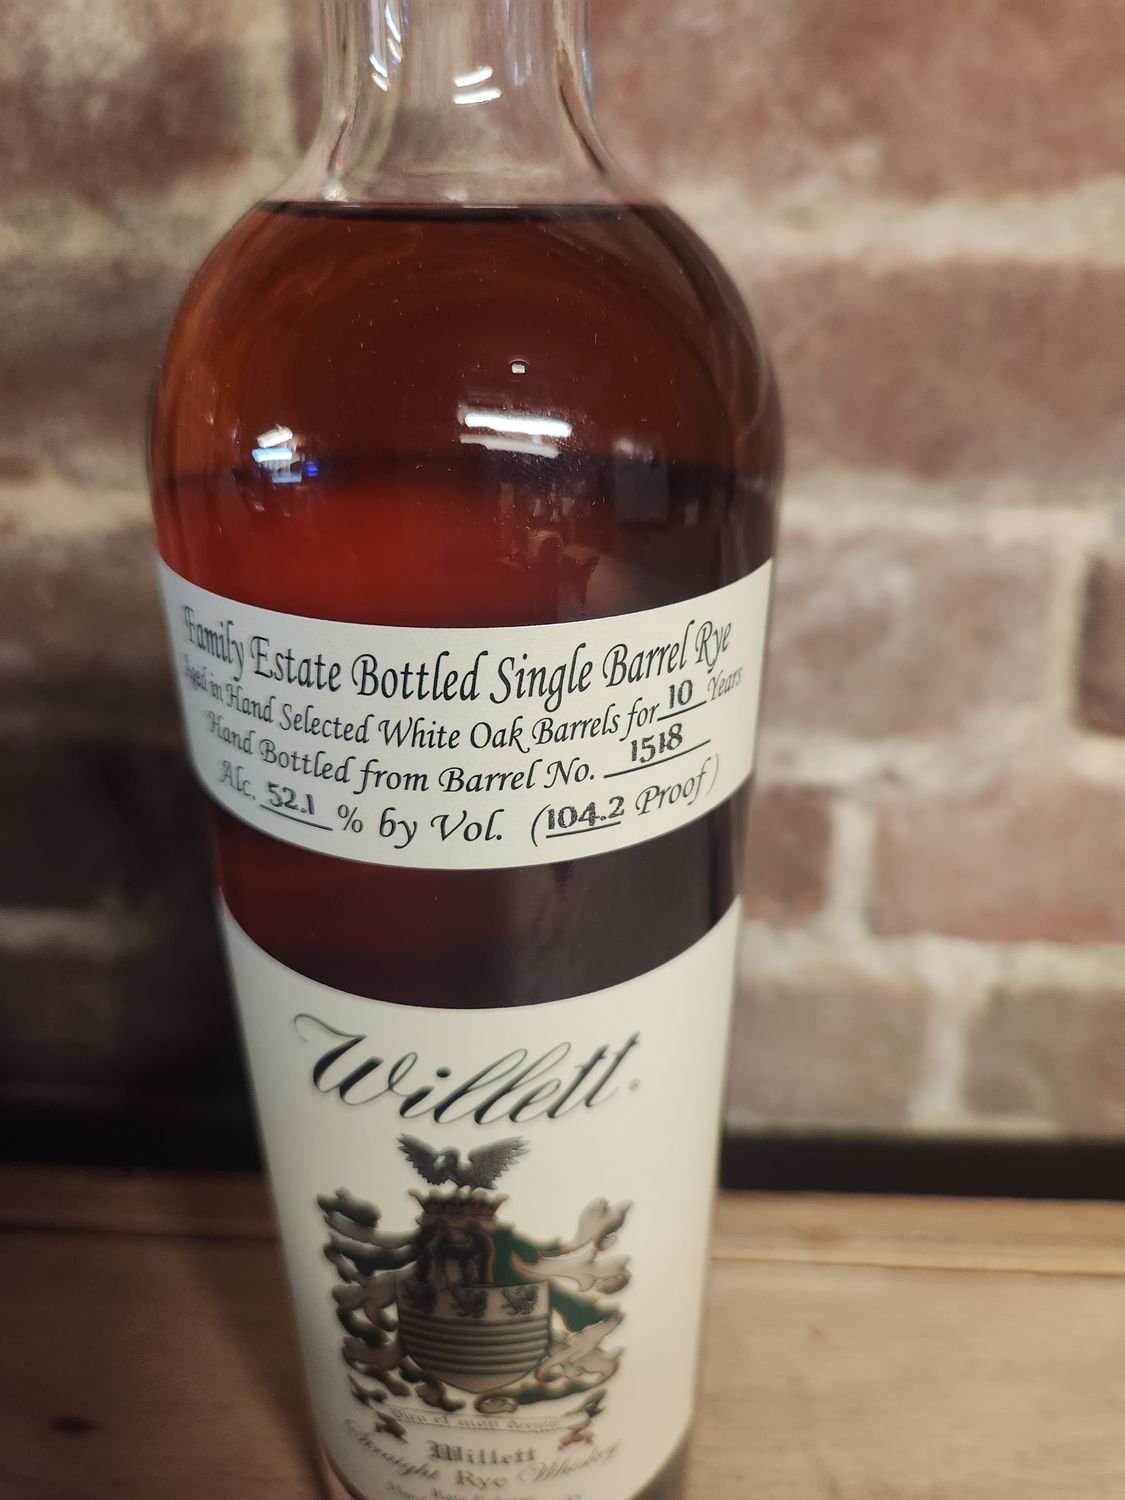 Family Estate Bottled Single Barrel Rye
Aged in Hand Selected White Oak Barrels for 10 Years
Hand Bottled from Barrel No. 1518
Alc. 52.1 % by Vol. (104.2 Proof)
Willett®
Willett
Straight Rye Whiskey